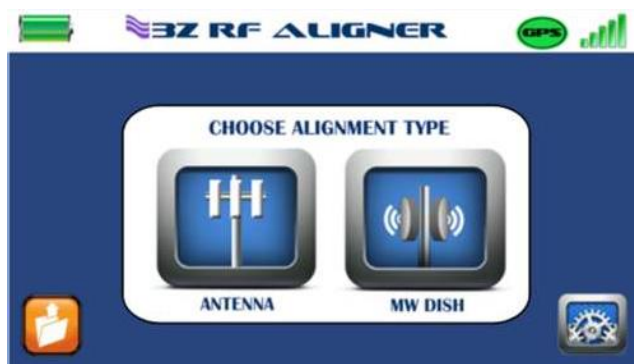 3Z RF ALIGNER
GPS
CHOOSE ALIGNMENT TYPE
ANTENNA
MW DISH